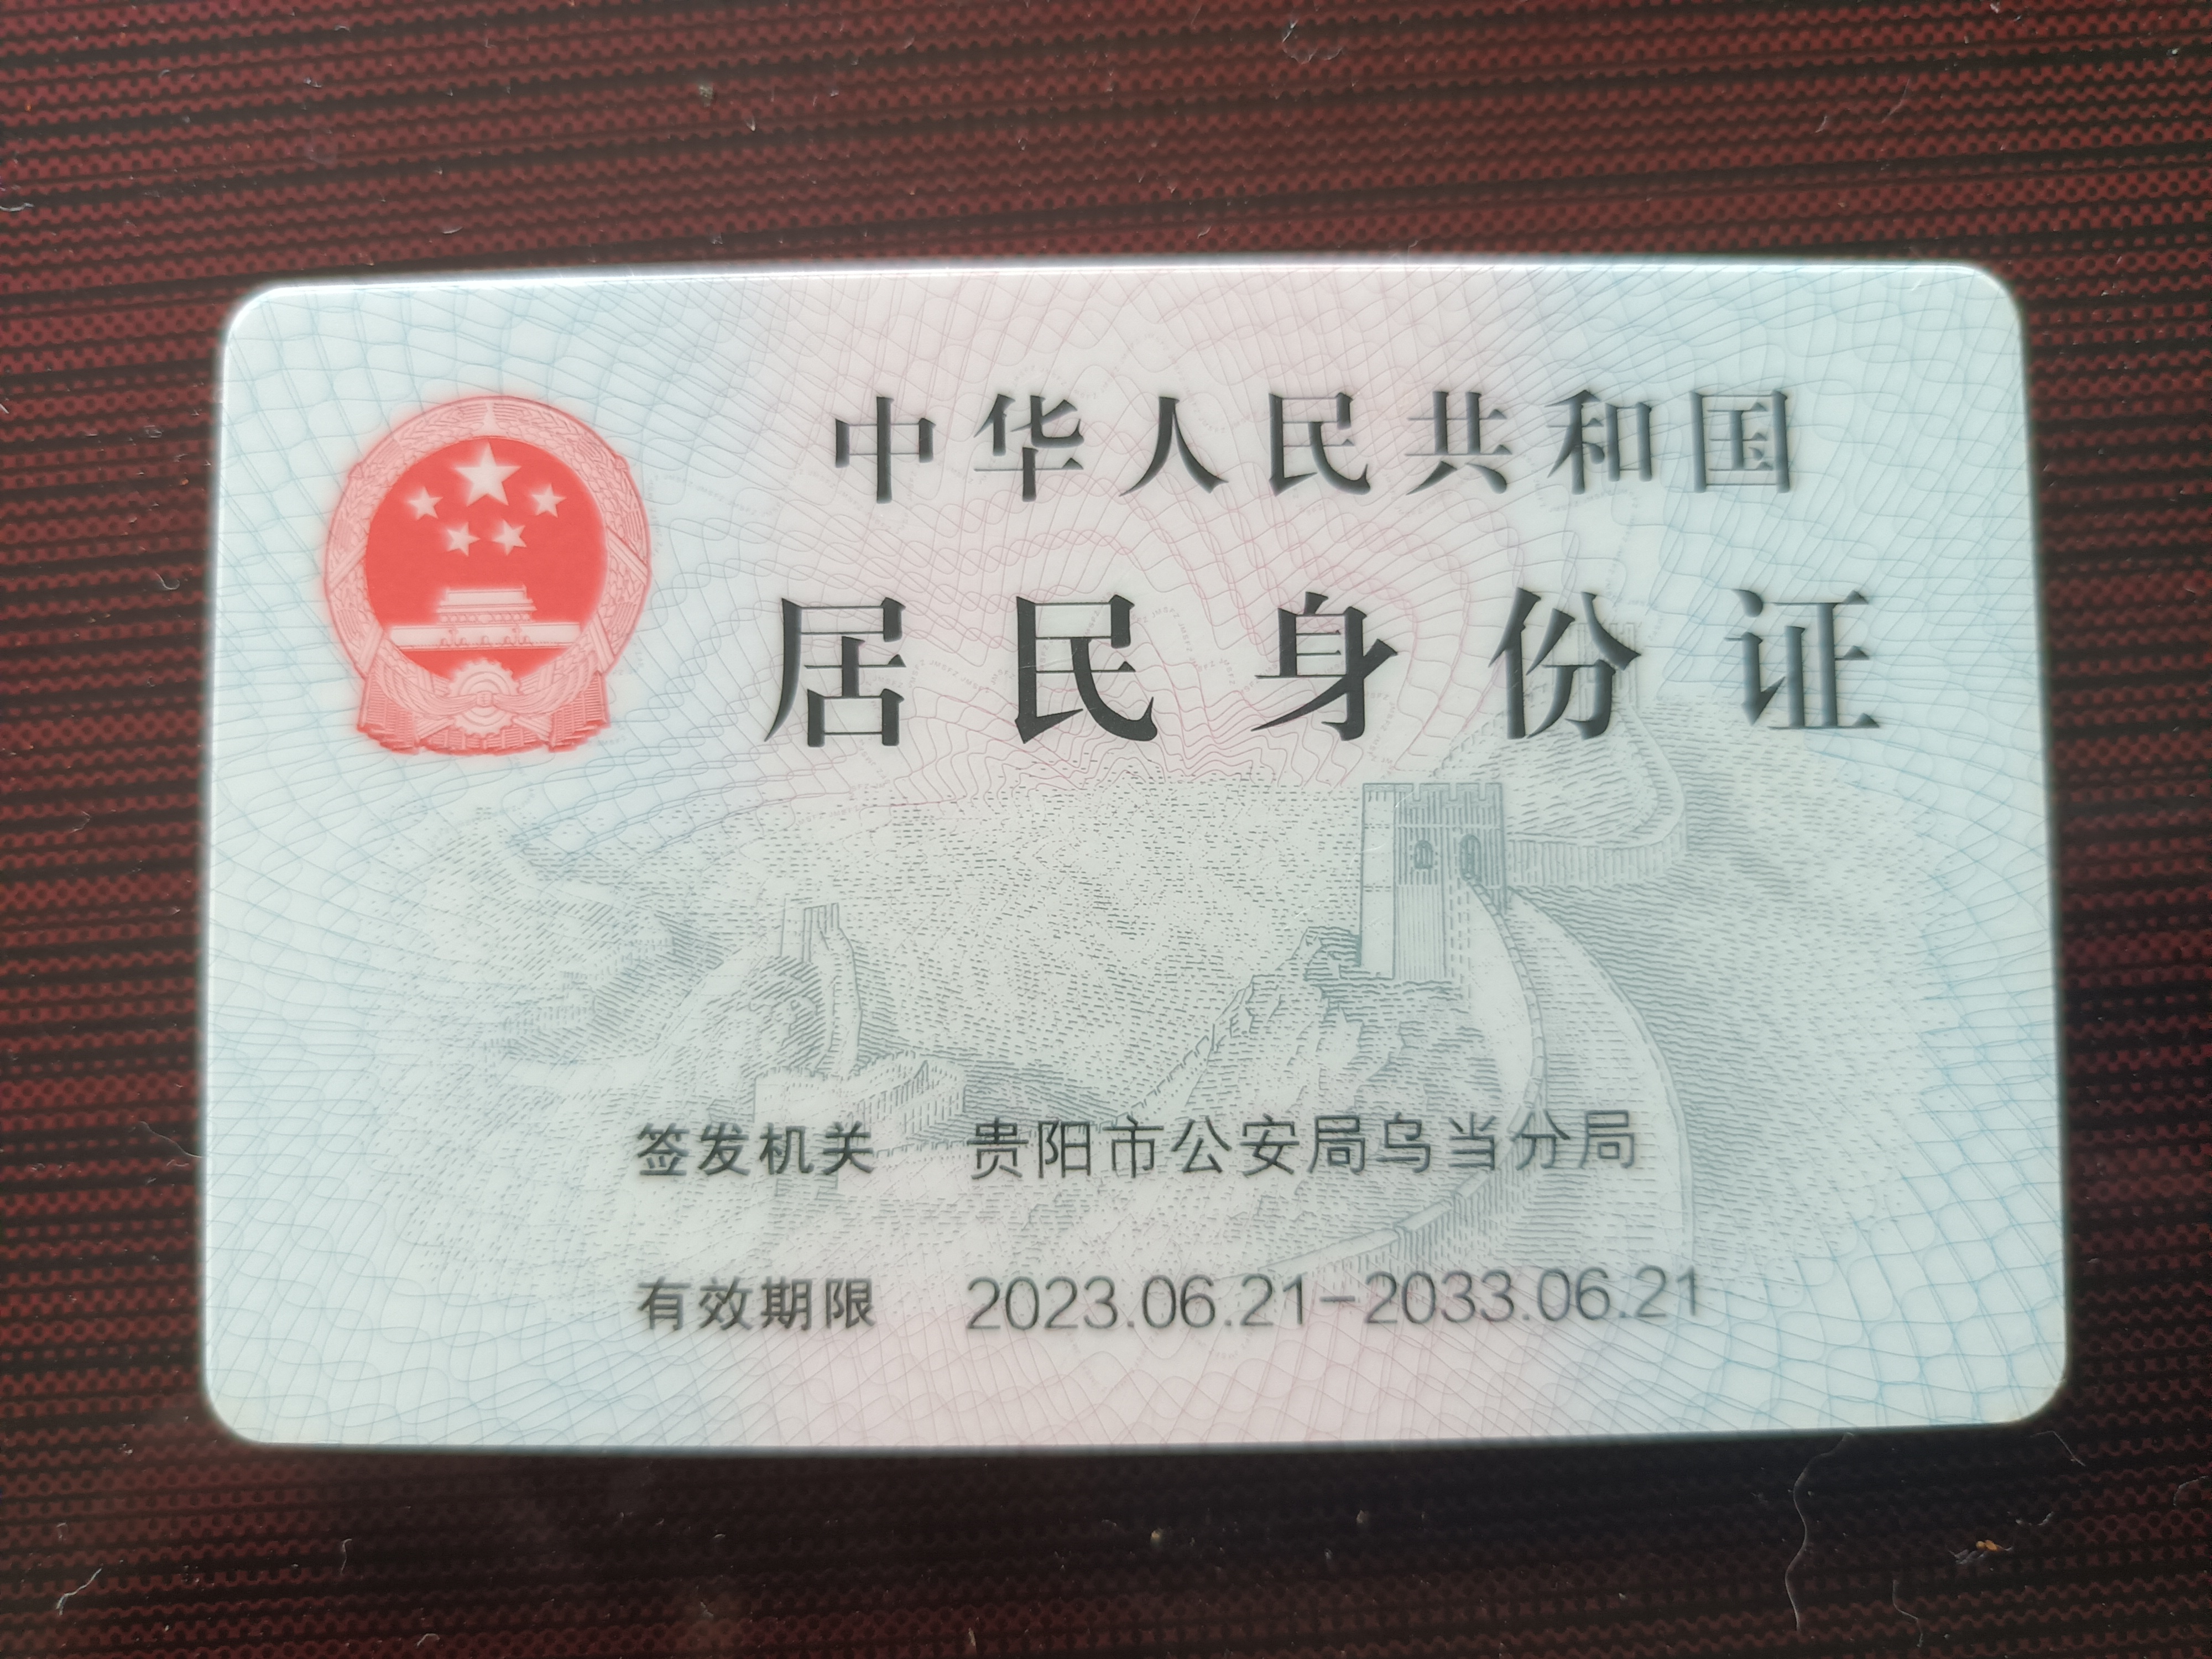 中华人民共和国
居民身份证
签发机关 贵阳市公安局乌当分局
有效期限 2023.06.21-2033.06.21